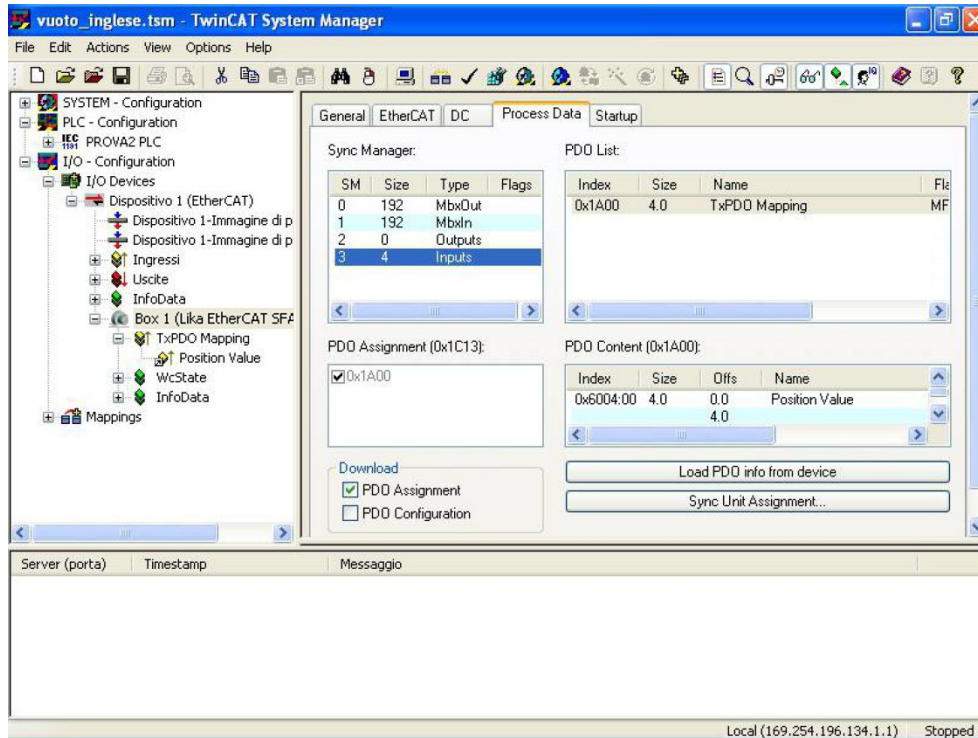 vuoto_inglese.tsm - TwinCAT System Manager
File Edit Actions View Options Help
SYSTEM - Configuration
PLC - Configuration
IEC 1131 PROVA2 PLC
I/O - Configuration
I/O Devices
Dispositivo 1 (EtherCAT)
Dispositivo 1-Immagine di p
Dispositivo 1-Immagine di p
Ingressi
Uscite
InfoData
Box 1 (Lika EtherCAT SFA
TxPDO Mapping
Position Value
WcState
InfoData
Mappings
General EtherCAT DC Process Data Startup
Sync Manager:
SM Size Type Flags
0 192 MbxOut
1 192 MbxIn
2 0 Outputs
3 4 Inputs
PDO List:
Index Size Name Fla
0x1A00 4.0 TxPDO Mapping MF
PDO Assignment (0x1C13):
0x1A00
PDO Content (0x1A00):
Index Size Offs Name
0x6004:00 4.0 0.0 Position Value
4.0
Download
PDO Assignment
PDO Configuration
Load PDO info from device
Sync Unit Assignment...
Server (porta) Timestamp Messaggio
Local (169.254.196.134.1.1) Stopped